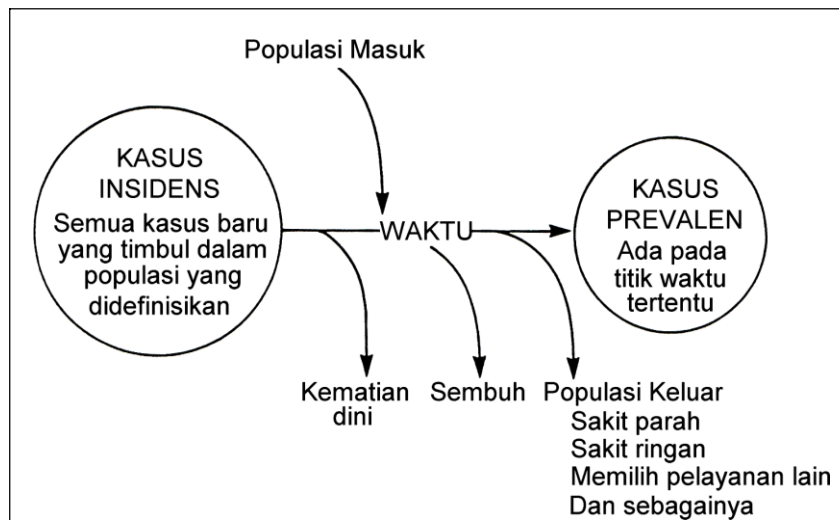 Populasi Masuk
KASUS
INSIDENS
Semua kasus baru
yang timbul dalam
populasi yang
didefinisikan
WAKTU
KASUS
PREVALEN
Ada pada
titik waktu
tertentu
Kematian
dini
Sembuh
Populasi Keluar
Sakit parah
Sakit ringan
Memilih pelayanan lain
Dan sebagainya